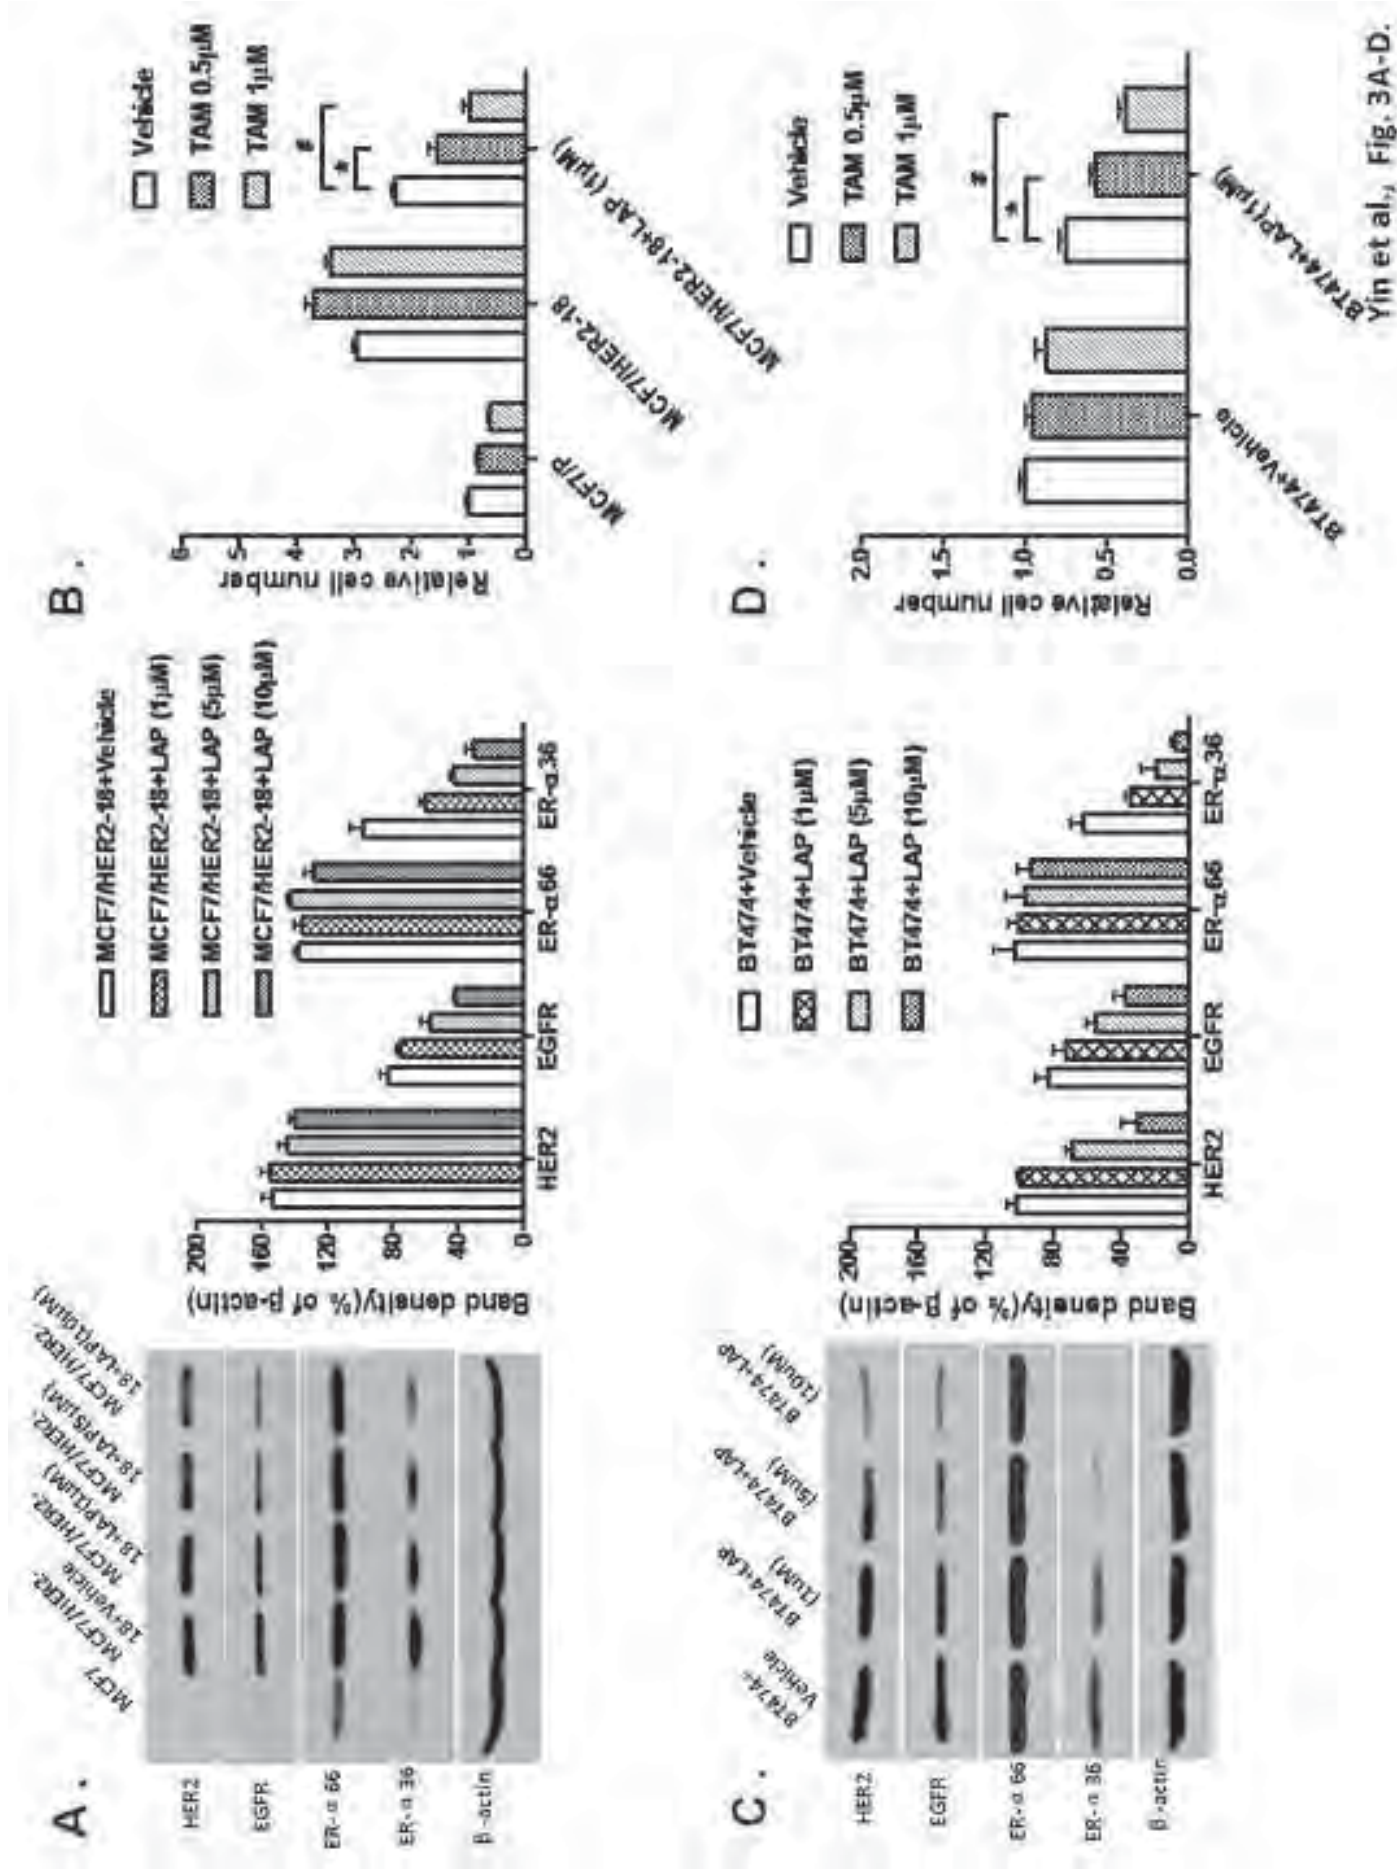 A.
MCF7
MCF7/HER2-
18+Vehicle
MCF7/HER2-
18+LAP(1μM)
MCF7/HER2-
18+LAP(5μM)
MCF7/HER2-
18+LAP(10μM)
HER2
EGFR
ER-α 66
ER-α 36
β-actin
Band density(% of β-actin)
200
160
120
80
40
0
HER2
EGFR
ER-α66
ER-α36
MCF7/HER2-18+Vehicle
MCF7/HER2-18+LAP (1μM)
MCF7/HER2-18+LAP (5μM)
MCF7/HER2-18+LAP (10μM)
B.
Relative cell number
6
5
4
3
2
1
0
MCF7/P
MCF7/HER2-18
MCF7/HER2-18+LAP (1μM)
Vehicle
TAM 0.5μM
TAM 1μM
#
*
C.
BT474+
Vehicle
BT474+LAP
(1uM)
BT474+LAP
(5uM)
BT474+LAP
(10uM)
HER2
EGFR
ER-α 66
ER-α 36
β-actin
Band density(% of β-actin)
200
160
120
80
40
0
HER2
EGFR
ER-α66
ER-α36
BT474+Vehicle
BT474+LAP (1μM)
BT474+LAP (5μM)
BT474+LAP (10μM)
D.
Relative cell number
2.0
1.5
1.0
0.5
0.0
BT474+Vehicle
BT474+LAP(1μM)
Vehicle
TAM 0.5μM
TAM 1μM
#
*
Yin et al., Fig. 3A-D.